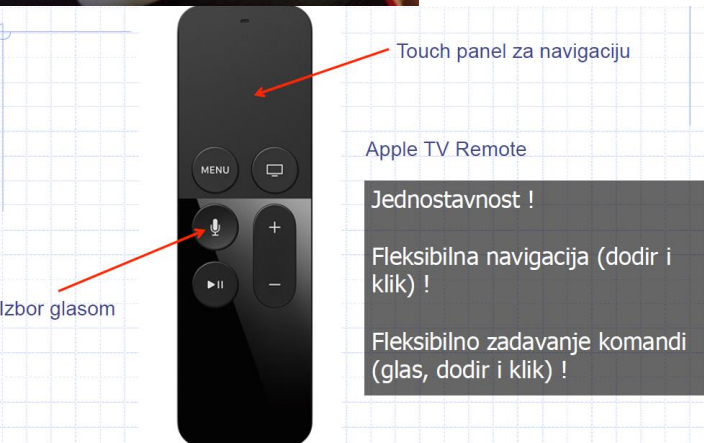 Touch panel za navigaciju
Apple TV Remote
MENU
Jednostavnost !
Fleksibilna navigacija (dodir i
klik) !
Izbor glasom
Fleksibilno zadavanje komandi
(glas, dodir i klik) !